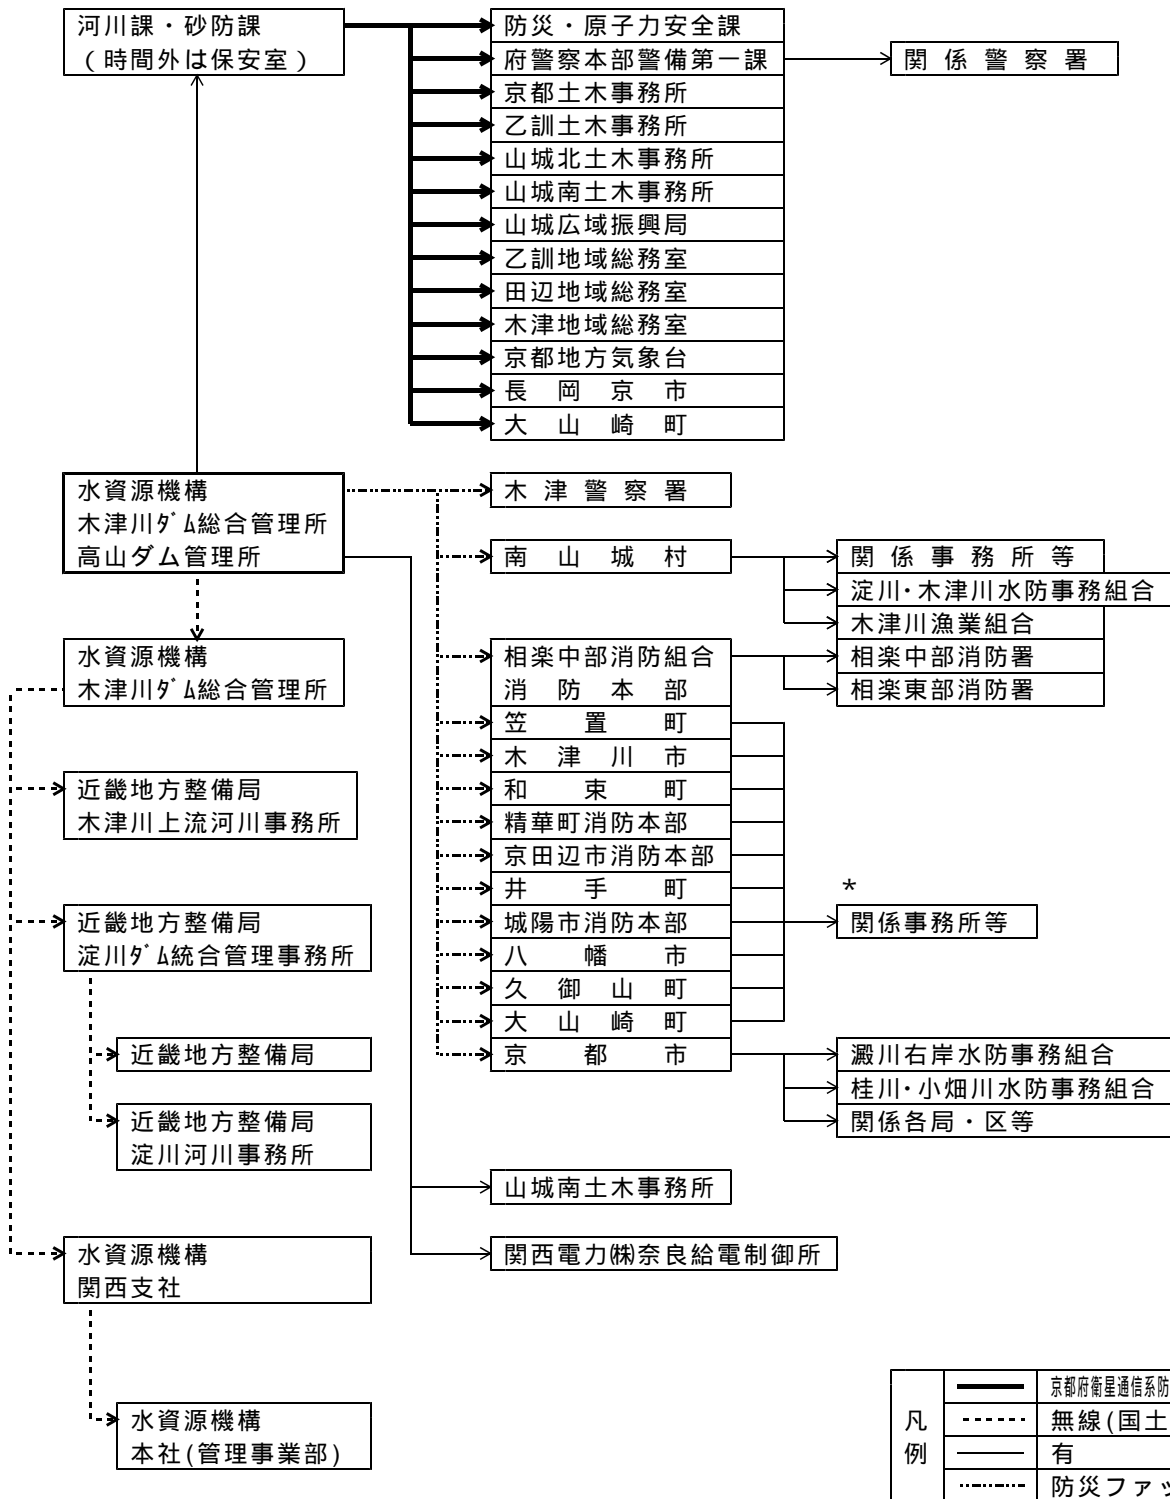 河川課・砂防課
(時間外は保安室)
防災・原子力安全課
府警察本部警備第一課
関係警察署
京都土木事務所
乙訓土木事務所
山城北土木事務所
山城南土木事務所
山城広域振興局
乙訓地域総務室
田辺地域総務室
木津地域総務室
京都地方気象台
長岡京市
大山崎町
水資源機構
木津川ダム総合管理所
高山ダム管理所
木津警察署
南山城村
関係事務所等
淀川・木津川水防事務組合
木津川漁業組合
水資源機構
木津川ダム総合管理所
相楽中部消防組合
消防本部
相楽中部消防署
相楽東部消防署
笠置町
木津川市
和束町
精華町消防本部
京田辺市消防本部
井手町
城陽市消防本部
八幡市
久御山町
大山崎町
京都市
*
関係事務所等
近畿地方整備局
木津川上流河川事務所
近畿地方整備局
淀川ダム統合管理事務所
近畿地方整備局
近畿地方整備局
淀川河川事務所
澱川右岸水防事務組合
桂川・小畑川水防事務組合
関係各局・区等
山城南土木事務所
関西電力㈱奈良給電制御所
水資源機構
関西支社
水資源機構
本社(管理事業部)
凡例
京都府衛星通信系防
無線(国土
有
防災ファッ